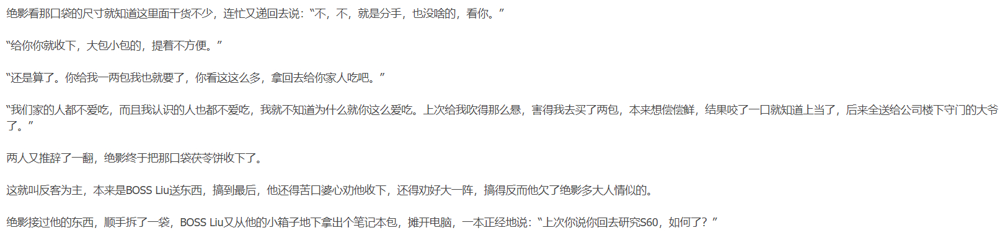 绝影看那口袋的尺寸就知道这里面干货不少，连忙又递回去说：“不，不，就是分手，也没啥的，看你。”
“给你你就收下，大包小包的，提着不方便。”
“还是算了。你给我一两包我也就要了，你看这这么多，拿回去给你家人吃吧。”
“我们家的人都不爱吃，而且我认识的人也都不爱吃，我就不知道为什么就你这么爱吃。上次给我吹得那么悬，害得我去买了两包，本来想偿偿鲜，结果咬了一口就知道上当了，后来全送给公司楼下守门的大爷
了。”
两人又推辞了一翻，绝影终于把那口袋茯苓饼收下了。
这就叫反客为主，本来是BOSS Liu送东西，搞到最后，他还得苦口婆心劝他收下，还得劝好大一阵，搞得反而他欠了绝影多大人情似的。
绝影接过他的东西，顺手拆了一袋，BOSS Liu又从他的小箱子地下拿出个笔记本包，摊开电脑，一本正经地说：“上次你说你回去研究S60，如何了？”